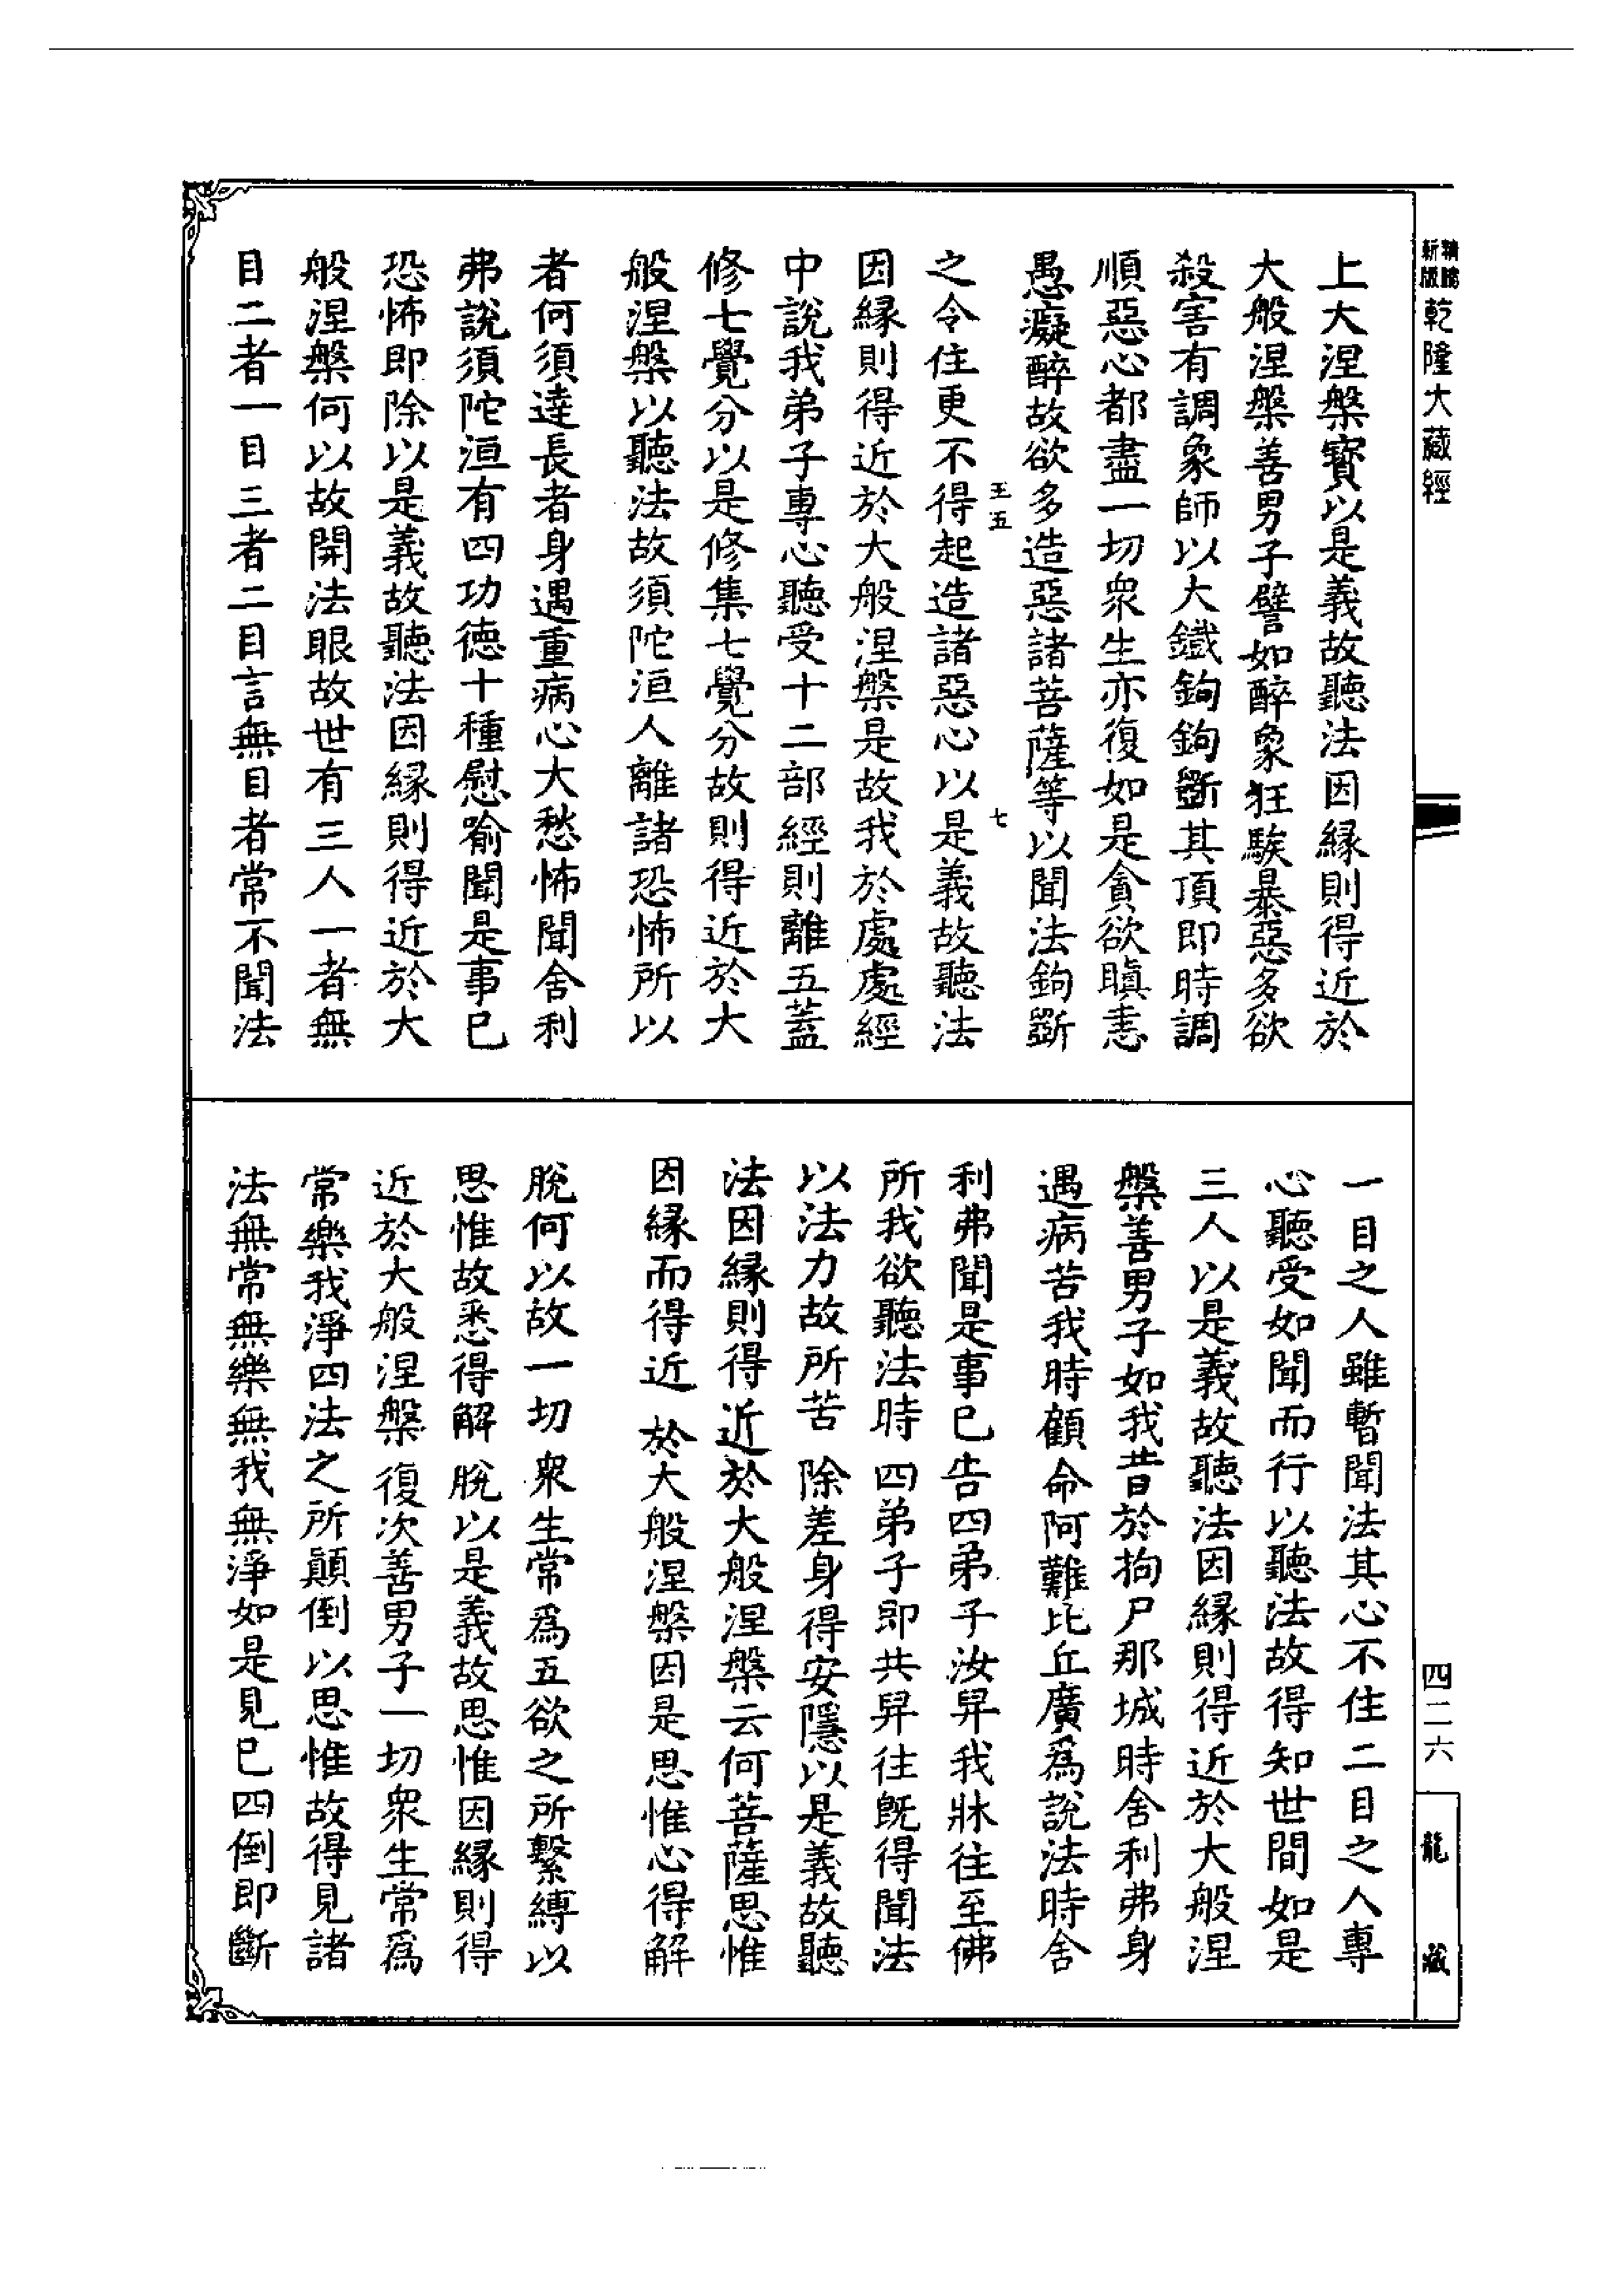 精勝新版乾隆大藏經
上大涅槃寳以是義故聽法因緣則得近於
大般涅槃善男子譬如醉象狂騃暴惡多欲
殺害有調象師以大鐵鉤鉤斲其頂即時調
順惡心都盡一切衆生亦復如是貪欲瞋恚
愚癡醉故欲多造惡諸菩薩等以聞法鉤斲
王五 七
之令住更不得起造諸惡心以是義故聽法
因緣則得近於大般涅槃是故我於處處經
中說我弟子專心聽受十二部經則離五蓋
修七覺分以是修集七覺分故則得近於大
般涅槃以聽法故須陀洹人離諸恐怖所以
者何須達長者身遇重病心大愁怖聞舍利
弗說須陀洹有四功德十種慰喻聞是事已
恐怖即除以是義故聽法因緣則得近於大
般涅槃何以故開法眼故世有三人一者無
目二者一目三者二目言無目者常不聞法
一目之人雖暫聞法其心不住二目之人專
心聽受如聞而行以聽法故得知世間如是
三人以是義故聽法因緣則得近於大般涅
槃善男子如我昔於拘尸那城時舍利弗身
遇病苦我時顧命阿難比丘廣爲說法時舍
利弗聞是事已告四弟子汝舁我牀往至佛
所我欲聽法時四弟子即共舁往旣得聞法
以法力故所苦除差身得安隱以是義故聽
法因緣則得近於大般涅槃云何菩薩思惟
因緣而得近於大般涅槃因是思惟心得解
脫何以故一切衆生常爲五欲之所繫縛以
思惟故悉得解脫以是義故思惟因緣則得
近於大般涅槃復次善男子一切衆生常爲
常樂我淨四法之所顛倒以思惟故得見諸
法無常無樂無我無淨如是見已四倒即斷
四二六
龍藏